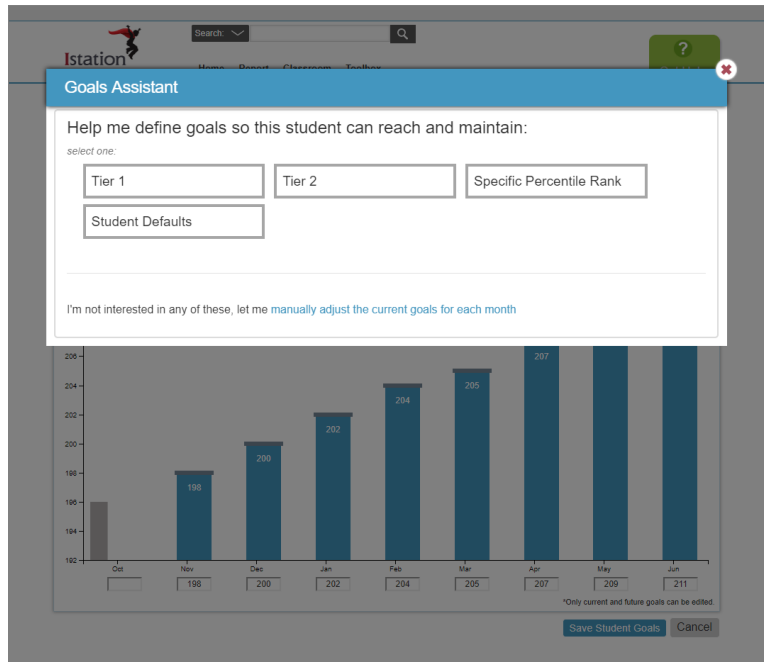 Search:
Istation
?
Home Report Classroom Toolbox
Goals Assistant
Help me define goals so this student can reach and maintain:
select one:
Tier 1
Tier 2
Specific Percentile Rank
Student Defaults
I'm not interested in any of these, let me manually adjust the current goals for each month
206
207
204
205
204
202
202
200
200
198
198
196
194
192
Oct Nov Dec Jan Feb Mar Apr May Jun
198 200 202 204 205 207 209 211
*Only current and future goals can be edited.
Save Student Goals Cancel